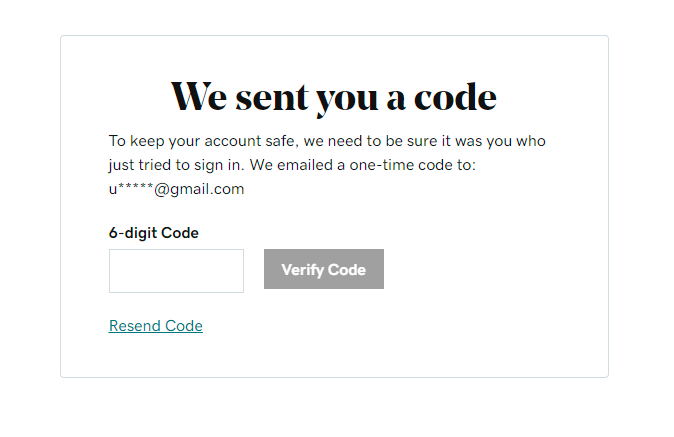 We sent you a code
To keep your account safe, we need to be sure it was you who
just tried to sign in. We emailed a one-time code to:
u*****@gmail.com
6-digit Code
Verify Code
Resend Code